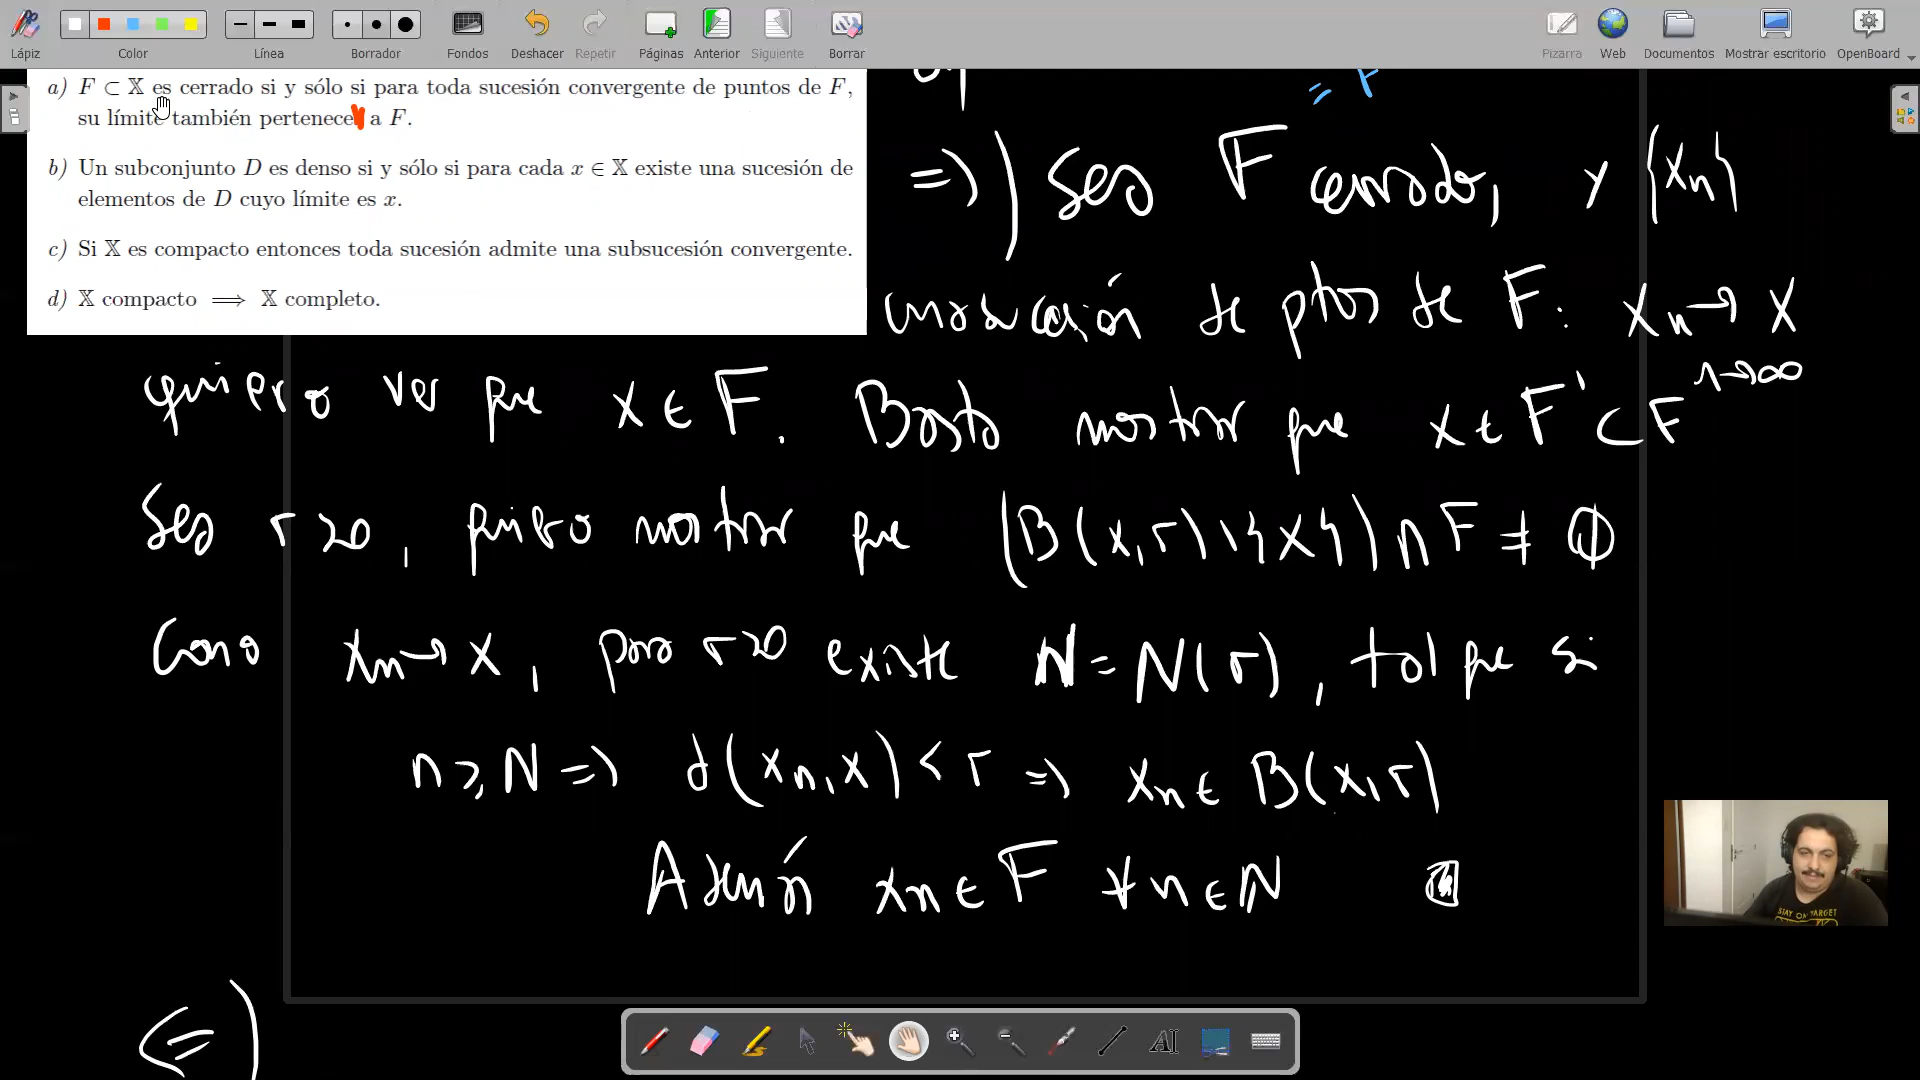 Lápiz Color Línea Borrador Fondos Deshacer Repetir Páginas Anterior Siguiente Borrar Pizarra Web Documentos Mostrar escritorio OpenBoard
a) F ⊂ 𝕏 es cerrado si y sólo si para toda sucesión convergente de puntos de F,
su límite también pertenece a F.
b) Un subconjunto D es denso si y sólo si para cada x ∈ 𝕏 existe una sucesión de
elementos de D cuyo límite es x.
c) Si 𝕏 es compacto entonces toda sucesión admite una subsucesión convergente.
d) 𝕏 compacto ⟹ 𝕏 completo.
= F
⇒) Sea F cerrado, y {xn}
de ptos de F: xn → x
n→∞
quiero ver que x ∈ F. Basta mostrar que x ∈ F' ⊂ F
Sea r>0, quiero mostrar que (B(x,r)\{x}) ∩ F ≠ ∅
Como xn → x, para r>0 existe N = N(r), tal que si
n ≥ N ⇒ d(xn, x) < r ⇒ xn ∈ B(x,r)
Además xn ∈ F ∀n ∈ ℕ
⇐)
STAY ON TARGET